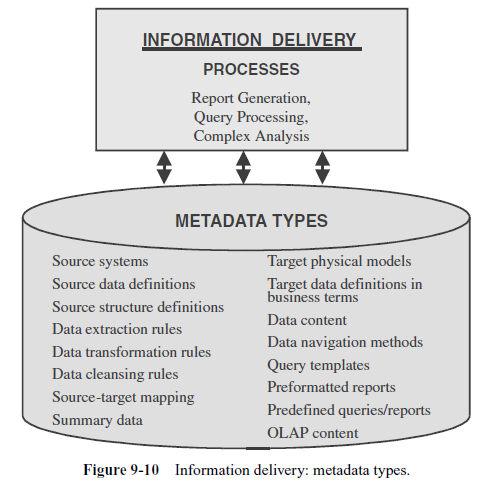 INFORMATION DELIVERY
PROCESSES
Report Generation,
Query Processing,
Complex Analysis
METADATA TYPES
Source systems
Source data definitions
Source structure definitions
Data extraction rules
Data transformation rules
Data cleansing rules
Source-target mapping
Summary data
Target physical models
Target data definitions in
business terms
Data content
Data navigation methods
Query templates
Preformatted reports
Predefined queries/reports
OLAP content
Figure 9-10 Information delivery: metadata types.